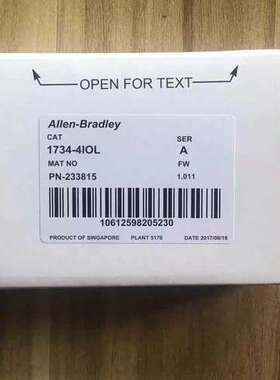 OPEN FOR TEXT
Allen-Bradley
CAT SER
1734-4IOL A
MAT NO FW
PN-233815 1.011
10612598205230
PRODUCT OF SINGAPORE PLANT 5170 DATE 2017/08/16